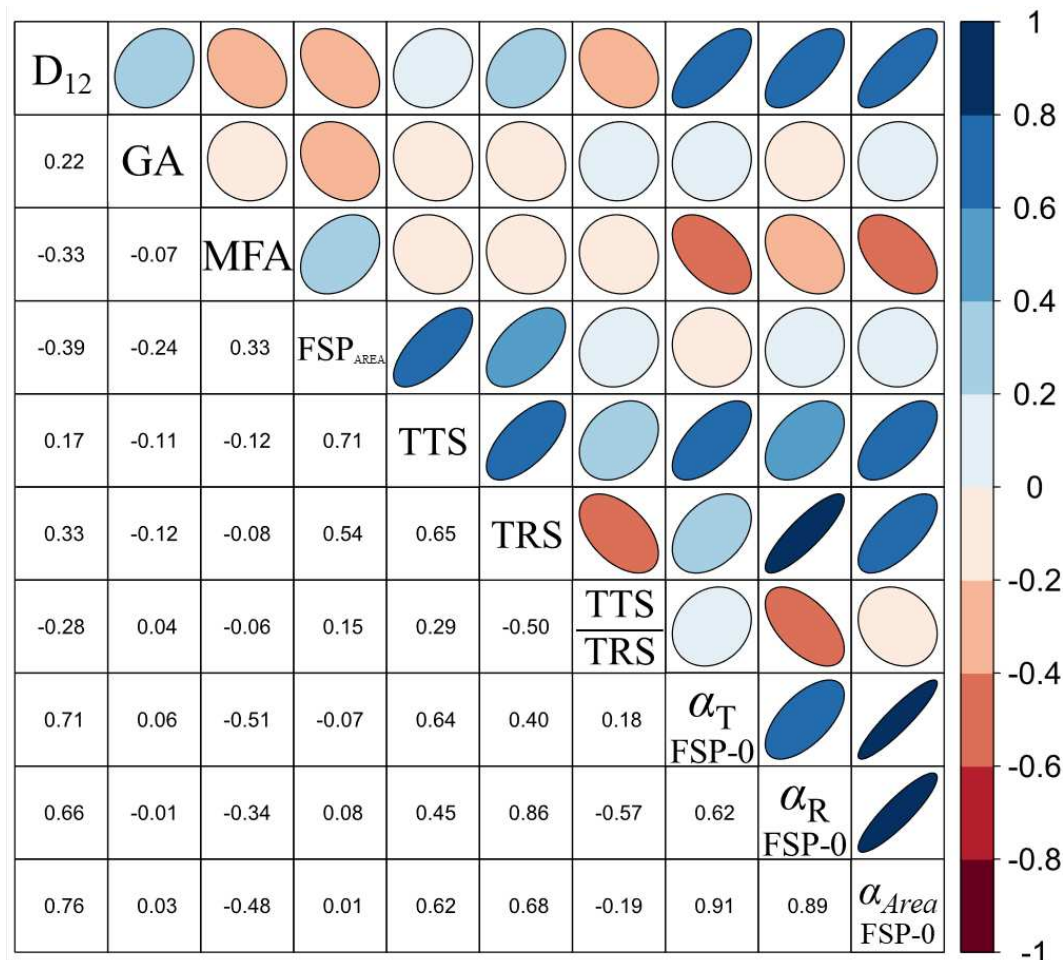 D12
0.22 GA
-0.33 -0.07 MFA
-0.39 -0.24 0.33 FSPAREA
0.17 -0.11 -0.12 0.71 TTS
0.33 -0.12 -0.08 0.54 0.65 TRS
-0.28 0.04 -0.06 0.15 0.29 -0.50 TTS
TRS
0.71 0.06 -0.51 -0.07 0.64 0.40 0.18 αT
FSP-0
0.66 -0.01 -0.34 0.08 0.45 0.86 -0.57 0.62 αR
FSP-0
0.76 0.03 -0.48 0.01 0.62 0.68 -0.19 0.91 0.89 αArea
FSP-0
1
0.8
0.6
0.4
0.2
0
-0.2
-0.4
-0.6
-0.8
-1